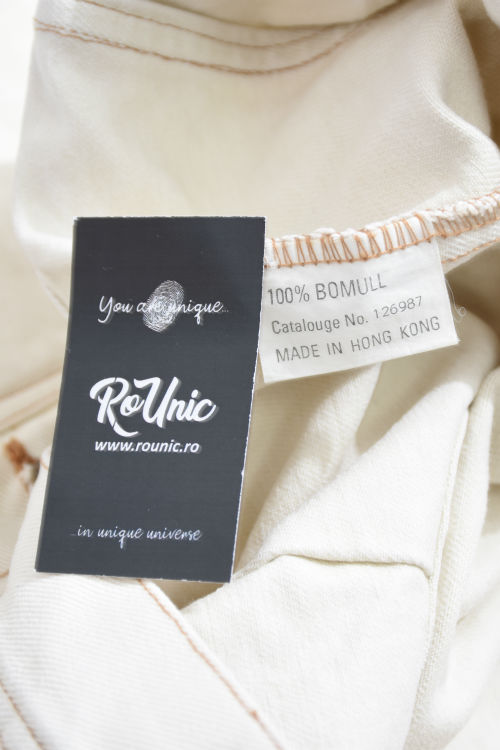 You are unique...
RoUnic
www.rounic.ro
...in unique universe
100% BOMULL
Catalouge No. 126987
MADE IN HONG KONG